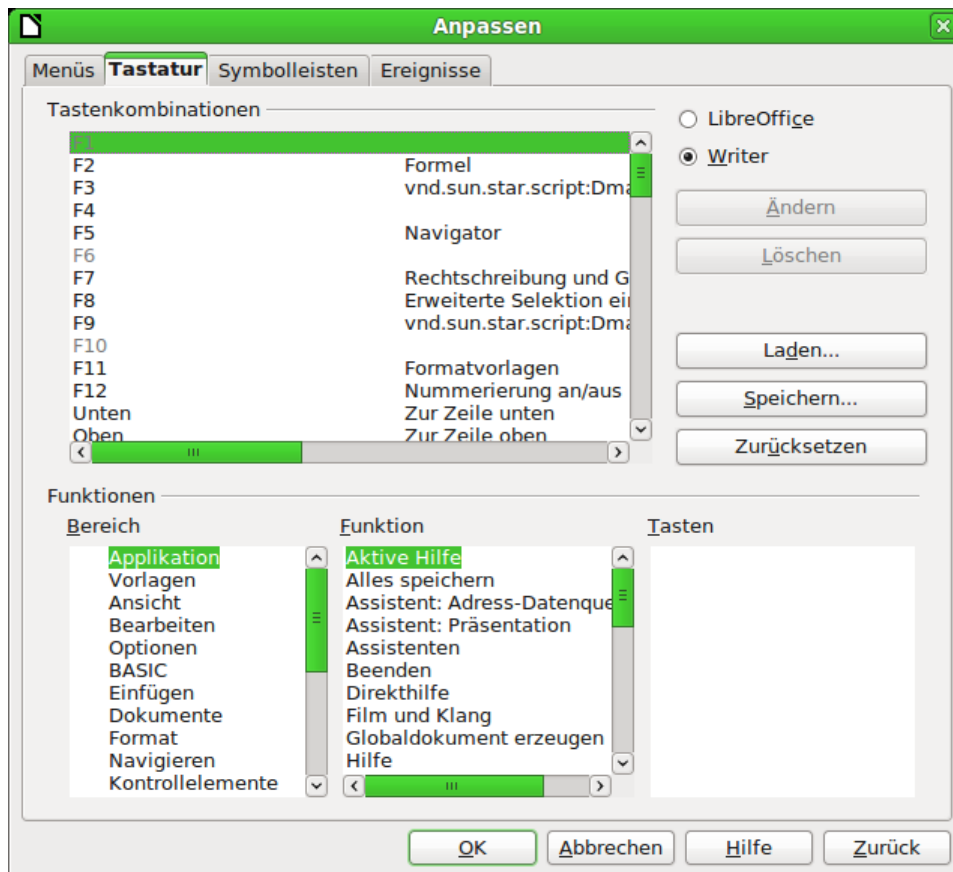 Anpassen
Menüs Tastatur Symbolleisten Ereignisse
Tastenkombinationen
LibreOffice
Writer
F1
F2 Formel
F3 vnd.sun.star.script:Dma
F4
F5 Navigator
F6
F7 Rechtschreibung und G
F8 Erweiterte Selektion ei
F9 vnd.sun.star.script:Dma
F10
F11 Formatvorlagen
F12 Nummerierung an/aus
Unten Zur Zeile unten
Oben Zur Zeile oben
Ändern
Löschen
Laden...
Speichern...
Zurücksetzen
Funktionen
Bereich
Applikation
Vorlagen
Ansicht
Bearbeiten
Optionen
BASIC
Einfügen
Dokumente
Format
Navigieren
Kontrollelemente
Funktion
Aktive Hilfe
Alles speichern
Assistent: Adress-Datenque
Assistent: Präsentation
Assistenten
Beenden
Direkthilfe
Film und Klang
Globaldokument erzeugen
Hilfe
Tasten
OK Abbrechen Hilfe Zurück